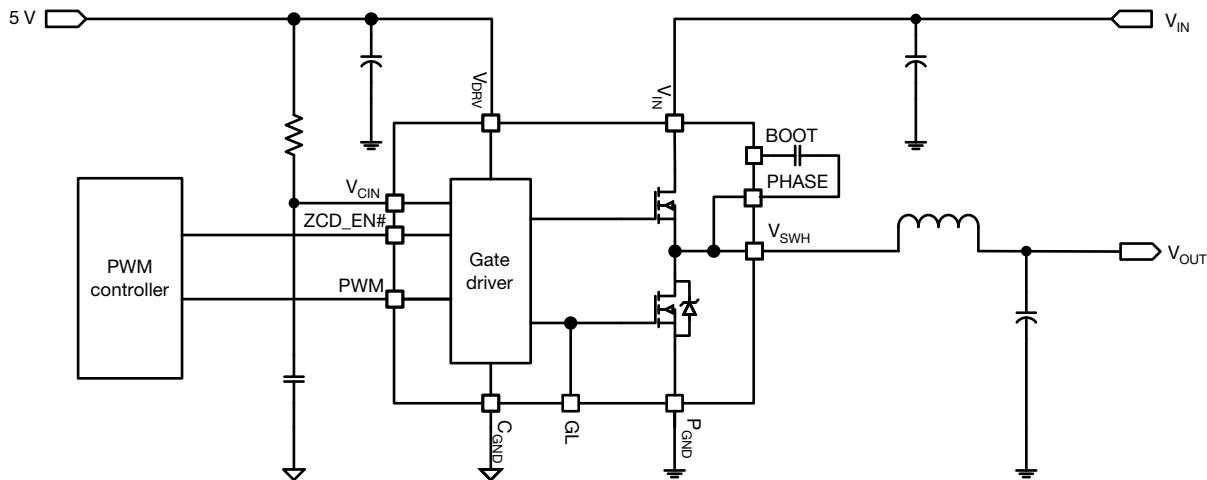 5 V
V_IN
V_DRV
V_IN
BOOT
PHASE
V_CIN
ZCD_EN#
V_SWH
PWM
controller
Gate
driver
V_OUT
PWM
C_GND
GL
P_GND